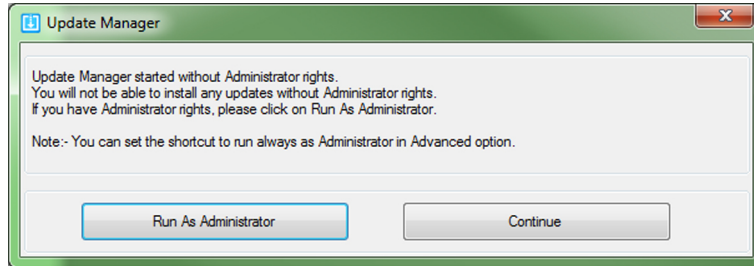 Update Manager
Update Manager started without Administrator rights.
You will not be able to install any updates without Administrator rights.
If you have Administrator rights, please click on Run As Administrator.
Note:- You can set the shortcut to run always as Administrator in Advanced option.
Run As Administrator
Continue